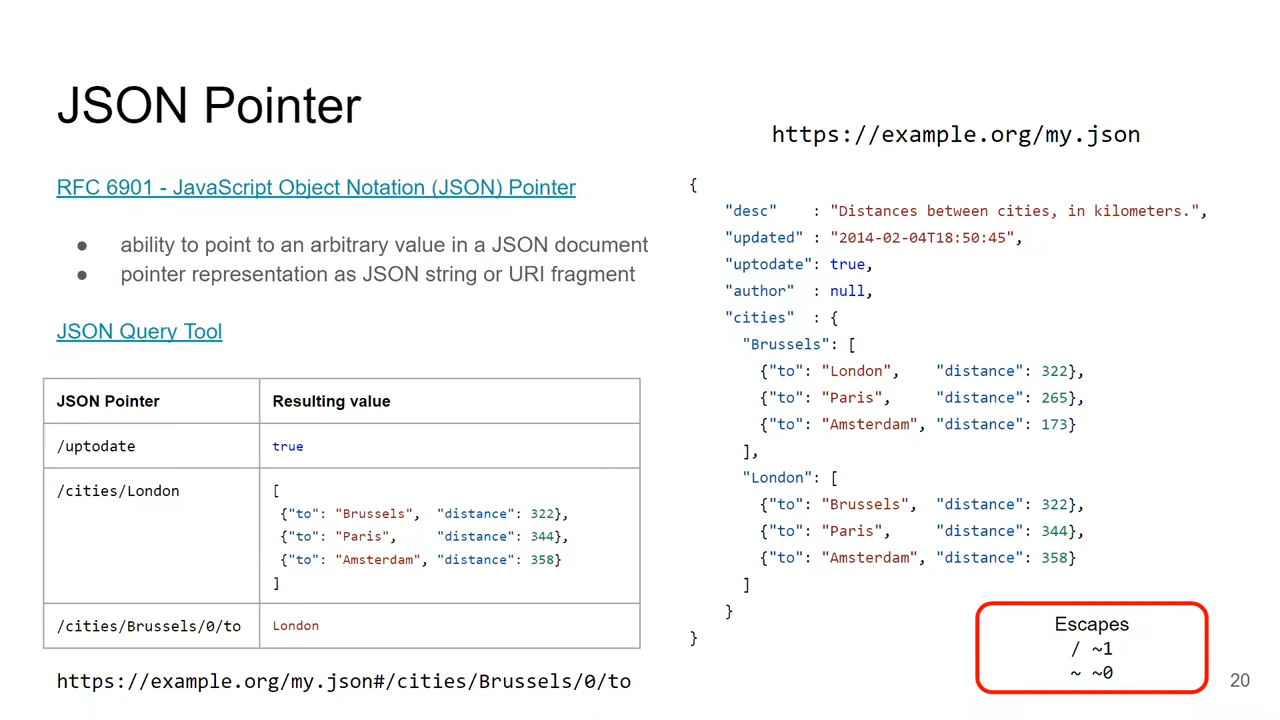 JSON Pointer
RFC 6901 - JavaScript Object Notation (JSON) Pointer
● ability to point to an arbitrary value in a JSON document
● pointer representation as JSON string or URI fragment
JSON Query Tool
JSON Pointer Resulting value
/uptodate true
/cities/London [
{"to": "Brussels", "distance": 322},
{"to": "Paris", "distance": 344},
{"to": "Amsterdam", "distance": 358}
]
/cities/Brussels/0/to London
https://example.org/my.json#/cities/Brussels/0/to
https://example.org/my.json
{
"desc" : "Distances between cities, in kilometers.",
"updated" : "2014-02-04T18:50:45",
"uptodate": true,
"author" : null,
"cities" : {
"Brussels": [
{"to": "London", "distance": 322},
{"to": "Paris", "distance": 265},
{"to": "Amsterdam", "distance": 173}
],
"London": [
{"to": "Brussels", "distance": 322},
{"to": "Paris", "distance": 344},
{"to": "Amsterdam", "distance": 358}
]
}
}
Escapes
/ ~1
~ ~0
20